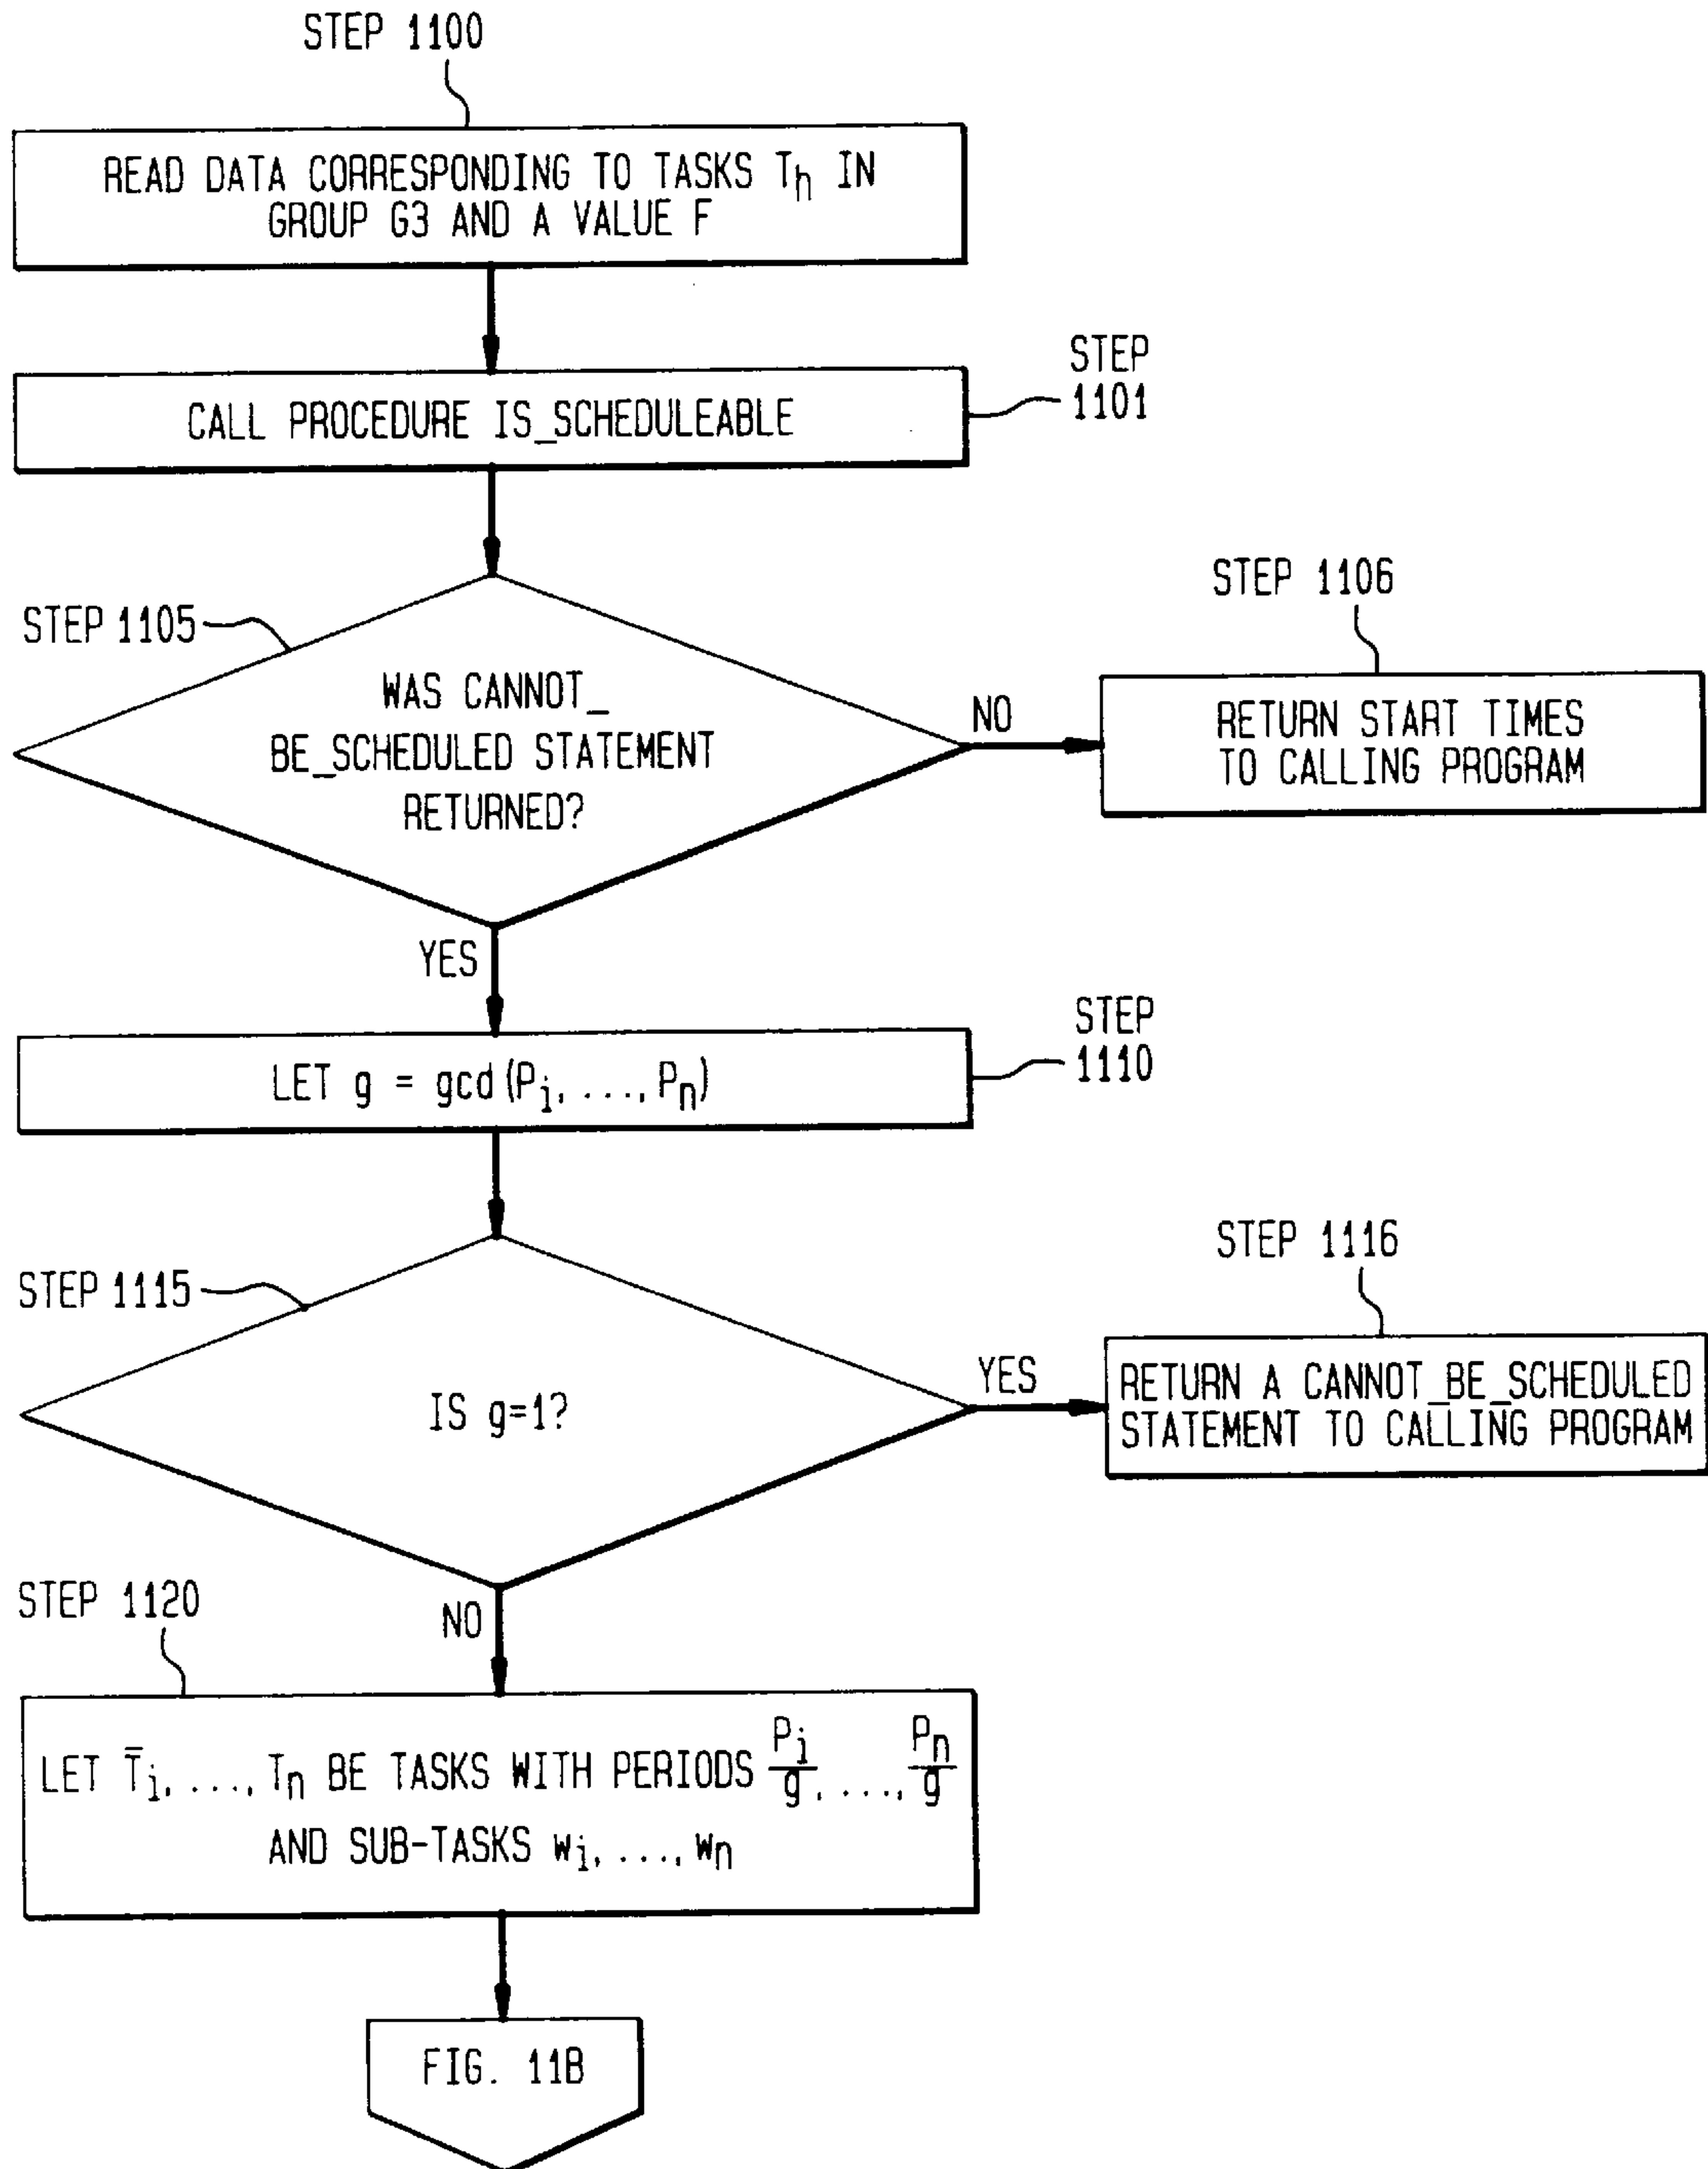 STEP 1100
READ DATA CORRESPONDING TO TASKS Th IN
GROUP G3 AND A VALUE F
STEP
1101
CALL PROCEDURE IS_SCHEDULEABLE
STEP 1105
WAS CANNOT_
BE_SCHEDULED STATEMENT
RETURNED?
NO
STEP 1106
RETURN START TIMES
TO CALLING PROGRAM
YES
STEP
1110
LET g = gcd(Pi, ..., Pn)
STEP 1115
IS g=1?
YES
STEP 1116
RETURN A CANNOT_BE_SCHEDULED
STATEMENT TO CALLING PROGRAM
NO
STEP 1120
LET T̄i, ..., Tn BE TASKS WITH PERIODS Pi/g, ..., Pn/g
AND SUB-TASKS wi, ..., wn
FIG. 11B